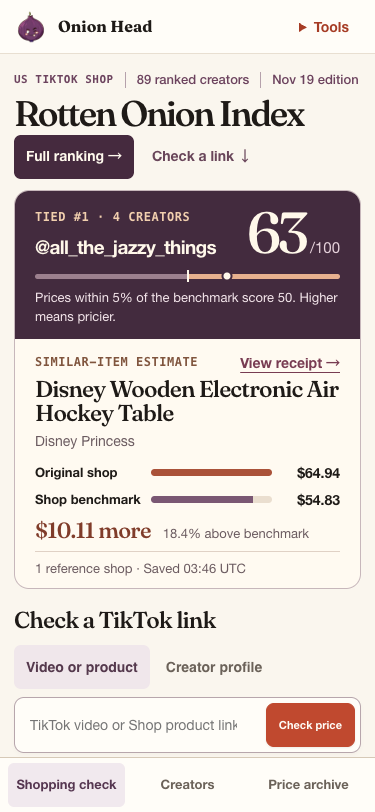 Onion Head
▶ Tools
US TIKTOK SHOP | 89 ranked creators | Nov 19 edition
Rotten Onion Index
Full ranking → Check a link ↓
TIED #1 · 4 CREATORS
@all_the_jazzy_things 63/100
Prices within 5% of the benchmark score 50. Higher
means pricier.
SIMILAR-ITEM ESTIMATE View receipt →
Disney Wooden Electronic Air
Hockey Table
Disney Princess
Original shop $64.94
Shop benchmark $54.83
$10.11 more 18.4% above benchmark
1 reference shop · Saved 03:46 UTC
Check a TikTok link
Video or product Creator profile
TikTok video or Shop product link Check price
Shopping check Creators Price archive